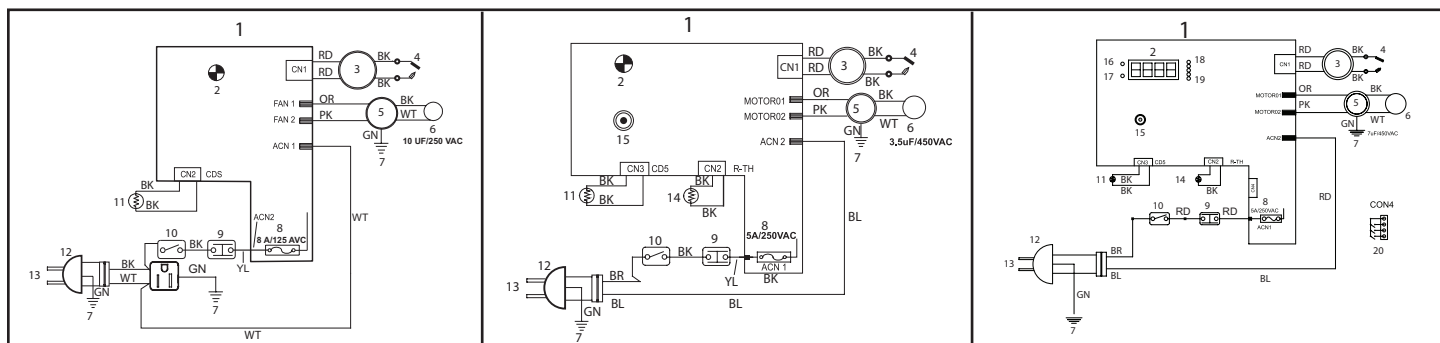 1
RD
BK
4
CN1
3
RD
BK
2
FAN 1
OR
BK
FAN 2
PK
5
WT
6
GN
10 UF/250 VAC
7
ACN 1
CN2
CDS
BK
11
BK
WT
ACN2
8
8 A/125 AVC
10
BK
9
YL
12
13
BK
WT
GN
GN
7
7
WT
1
RD
BK
4
CN1
3
RD
BK
2
OR
BK
MOTOR01
5
MOTOR02
PK
WT
6
GN
3,5uF/450VAC
7
15
ACN 2
CN3
CD5
CN2
R-TH
BK
BK
11
14
BK
BK
BL
8
5A/250VAC
10
BK
9
YL
ACN 1
BK
12
13
BR
GN
BL
BL
7
1
2
16
18
17
19
RD
BK
4
CN1
3
RD
BK
OR
BK
MOTOR01
5
MOTOR02
PK
WT
6
GN
7uF/450VAC
7
15
ACN2
CN3
CD5
CN2
R-TH
11
BK
BK
14
BK
BK
CN4
RD
8
5A/250VAC
ACN1
10
RD
9
RD
CON4
20
12
13
BR
BL
BL
GN
7